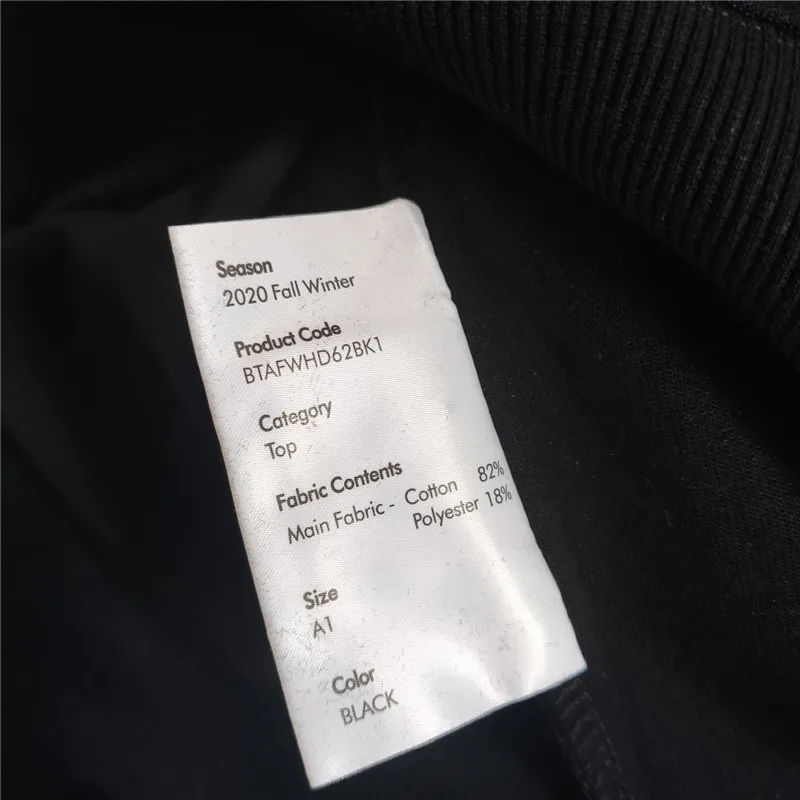 Season
2020 Fall Winter
Product Code
BTAFWHD62BK1
Category
Top
Fabric Contents
Main Fabric - Cotton 82%
Polyester 18%
Size
A1
Color
BLACK